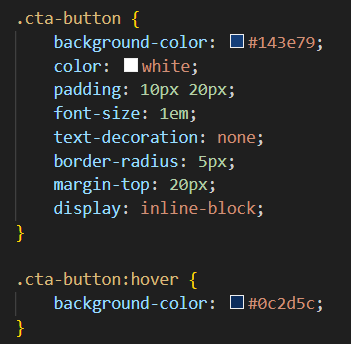 .cta-button {
    background-color: #143e79;
    color: white;
    padding: 10px 20px;
    font-size: 1em;
    text-decoration: none;
    border-radius: 5px;
    margin-top: 20px;
    display: inline-block;
}

.cta-button:hover {
    background-color: #0c2d5c;
}